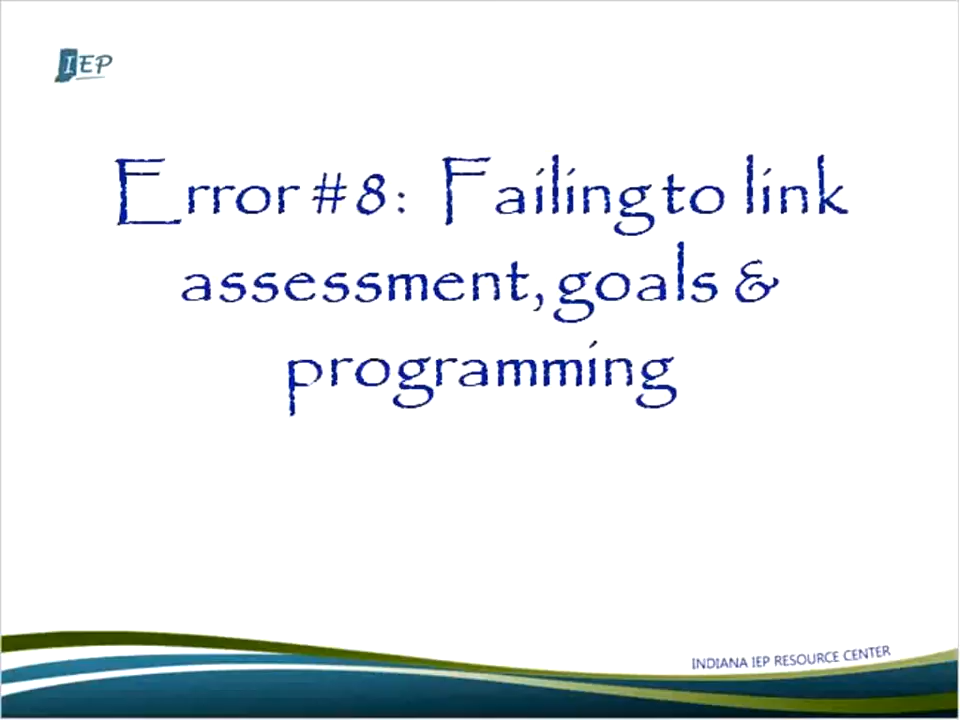 IEP
Error #8: Failing to link
assessment, goals &
programming
INDIANA IEP RESOURCE CENTER